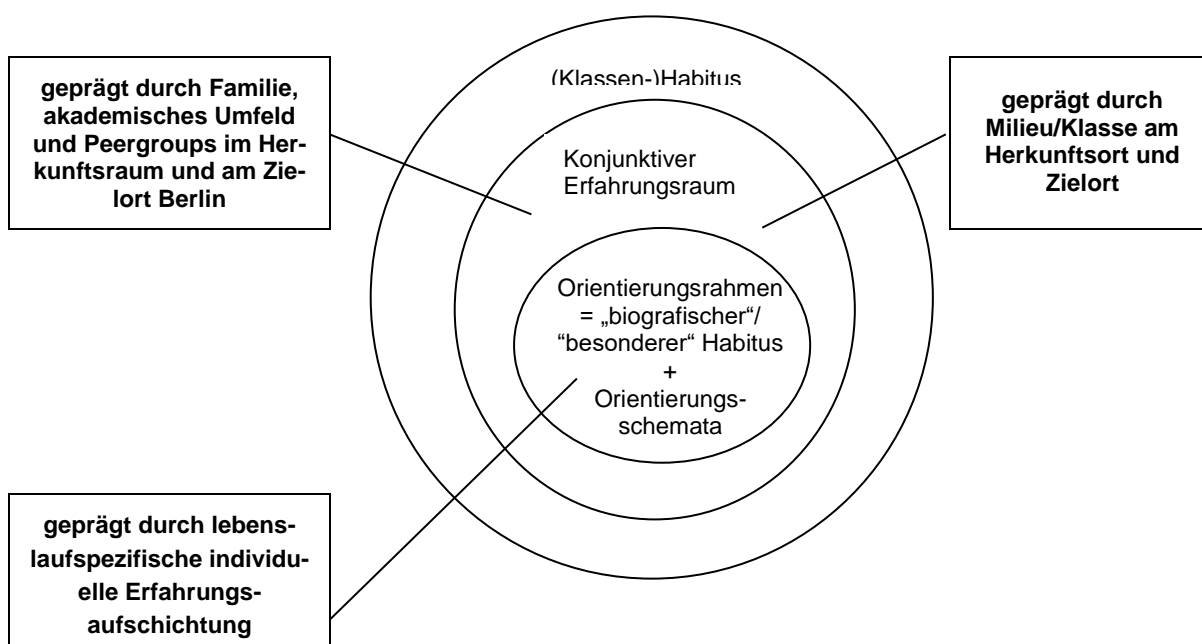 geprägt durch Familie,
akademisches Umfeld
und Peergroups im Her-
kunftsraum und am Zie-
lort Berlin
(Klassen-)Habitus
geprägt durch
Milieu/Klasse am
Herkunftsort und
Zielort
Konjunktiver
Erfahrungsraum
Orientierungsrahmen
= „biografischer“/
“besonderer“ Habitus
+
Orientierungs-
schemata
geprägt durch lebens-
laufspezifische individu-
elle Erfahrungs-
aufschichtung